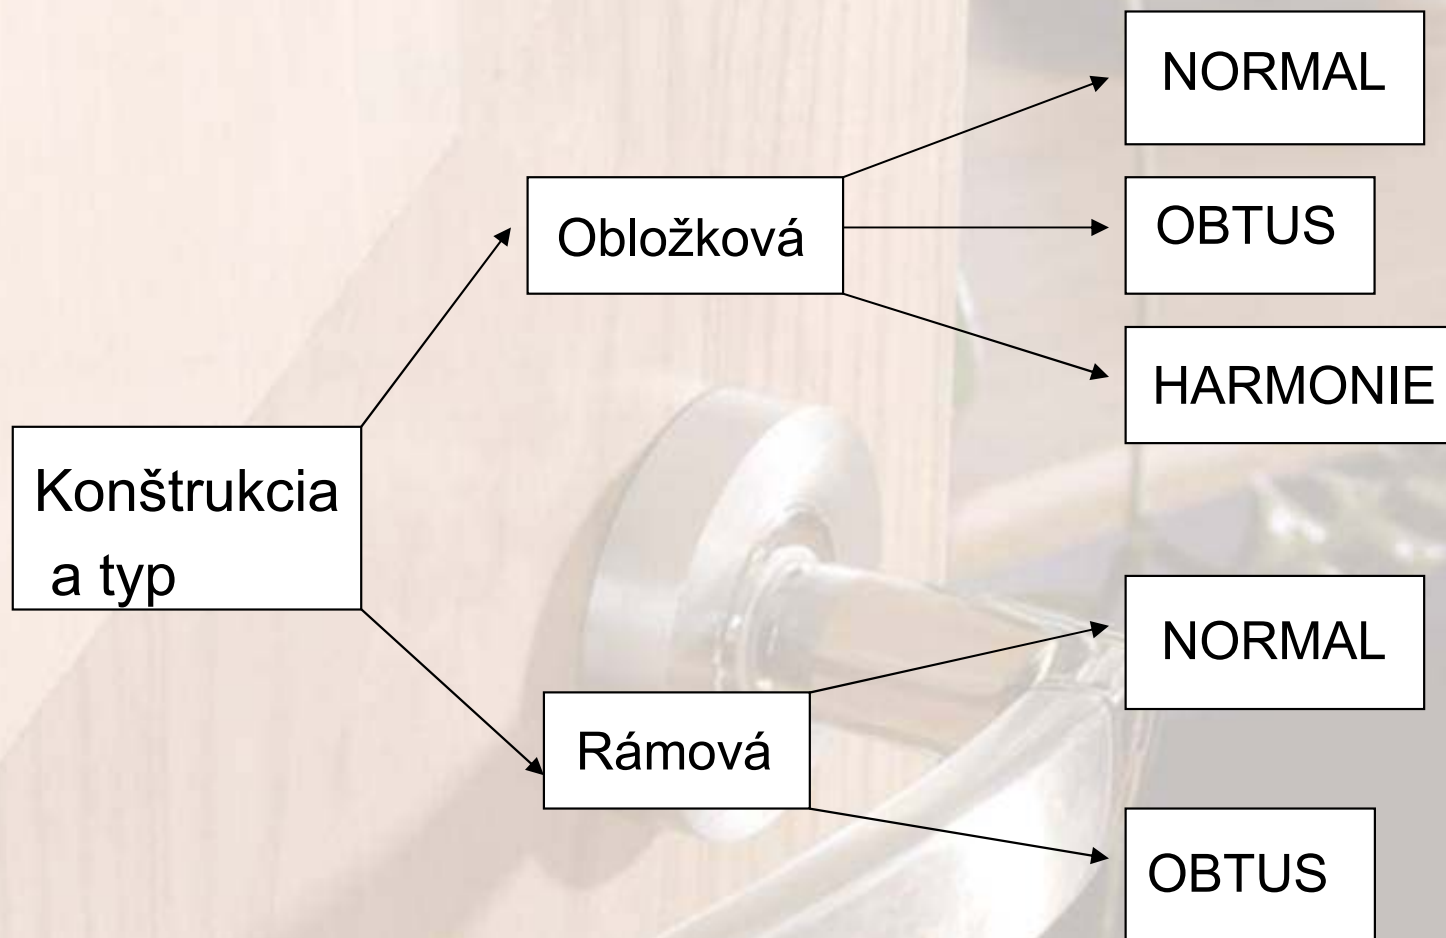 NORMAL
Obložková
OBTUS
HARMONIE
Konštrukcia
a typ
NORMAL
Rámová
OBTUS